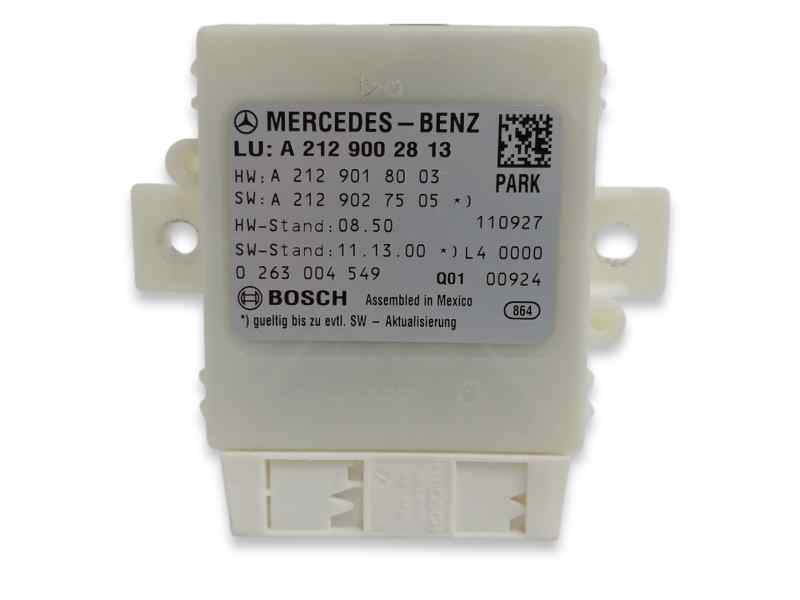 MERCEDES-BENZ
LU: A 212 900 28 13
HW: A 212 901 80 03
PARK
SW: A 212 902 75 05 *)
HW-Stand: 08.50 110927
SW-Stand: 11.13.00 *) L4 0000
0 263 004 549 Q01 00924
BOSCH Assembled in Mexico 864
*) gueltig bis zu evtl. SW - Aktualisierung